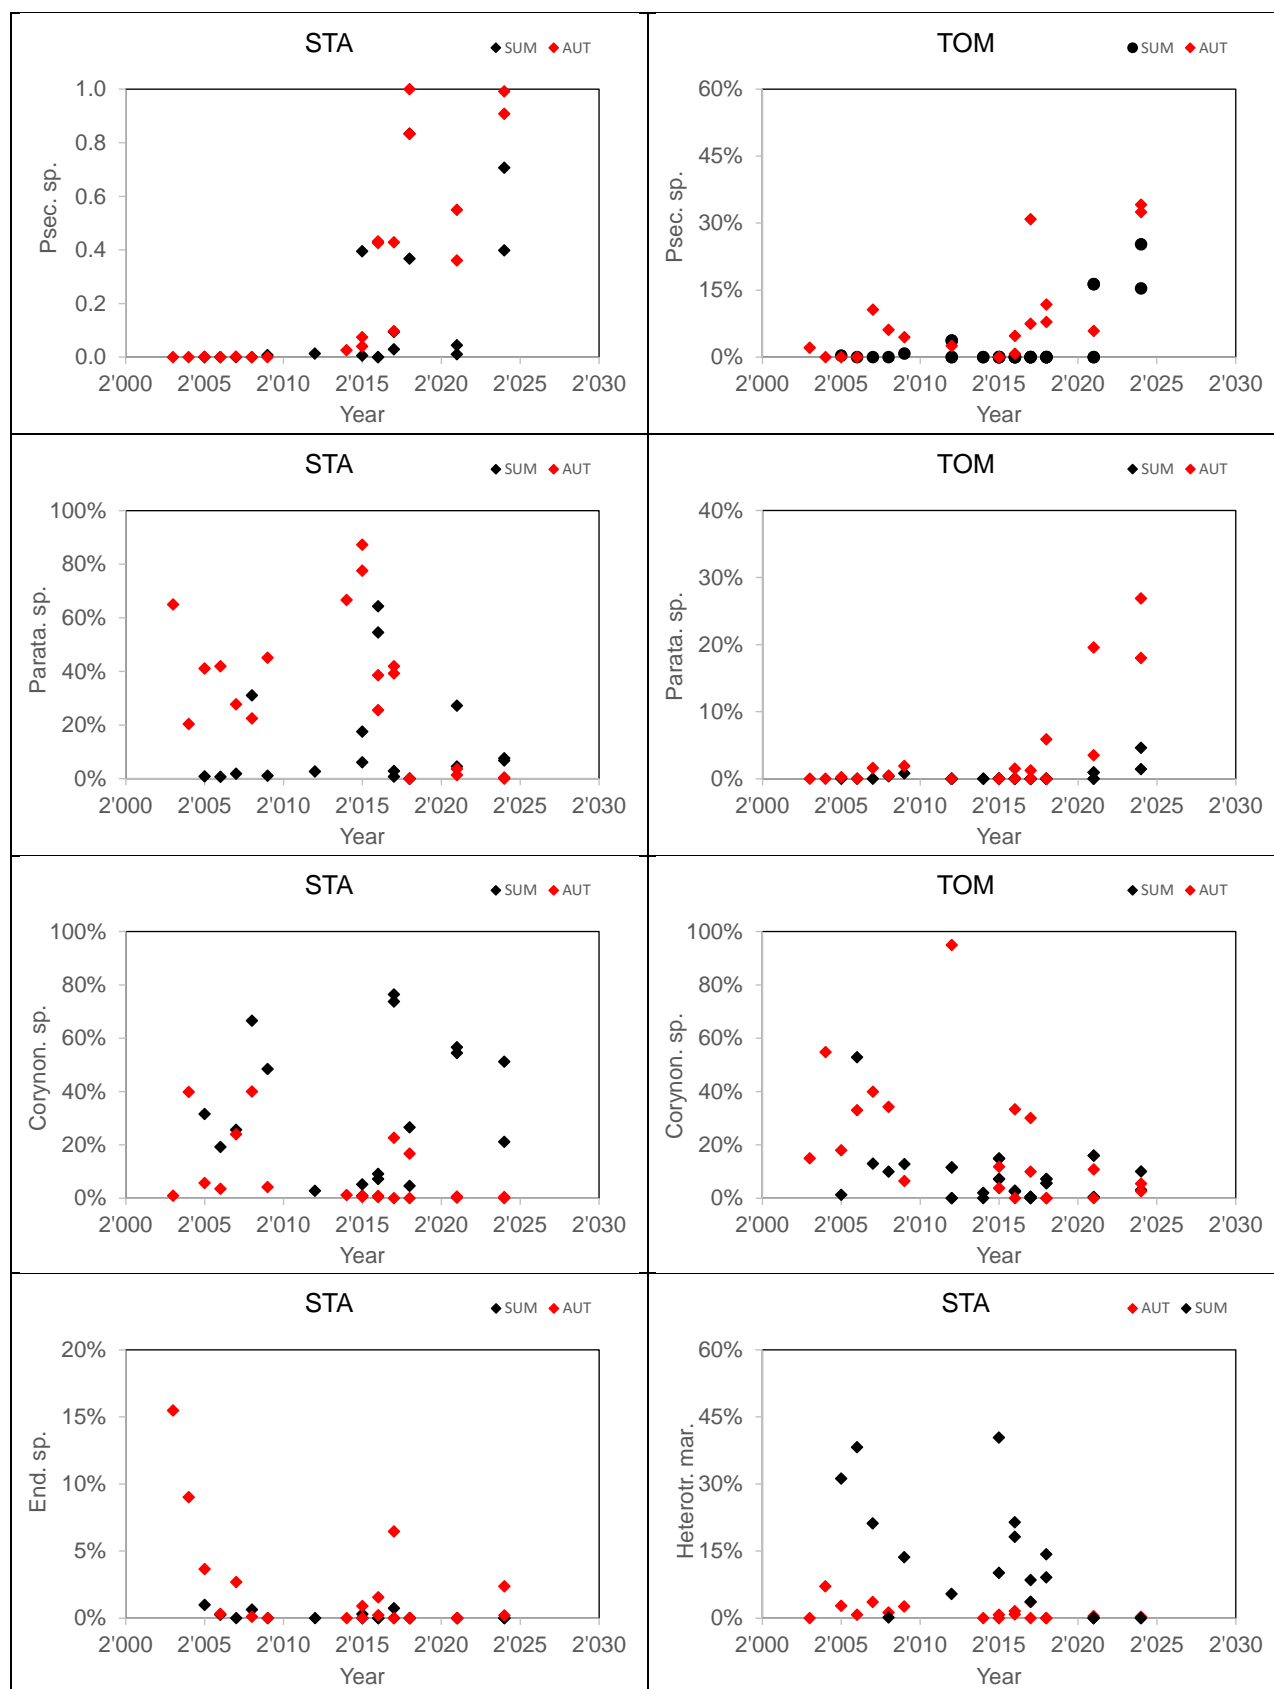 STA
SUM AUT
1.0
0.8
0.6
0.4
0.2
0.0
Psec. sp.
2'000 2'005 2'010 2'015 2'020 2'025 2'030
Year
TOM
SUM AUT
60%
45%
30%
15%
0%
Psec. sp.
2'000 2'005 2'010 2'015 2'020 2'025 2'030
Year
STA
SUM AUT
100%
80%
60%
40%
20%
0%
Parata. sp.
2'000 2'005 2'010 2'015 2'020 2'025 2'030
Year
TOM
SUM AUT
40%
30%
20%
10%
0%
Parata. sp.
2'000 2'005 2'010 2'015 2'020 2'025 2'030
Year
STA
SUM AUT
100%
80%
60%
40%
20%
0%
Corynon. sp.
2'000 2'005 2'010 2'015 2'020 2'025 2'030
Year
TOM
SUM AUT
100%
80%
60%
40%
20%
0%
Corynon. sp.
2'000 2'005 2'010 2'015 2'020 2'025 2'030
Year
STA
SUM AUT
20%
15%
10%
5%
0%
End. sp.
2'000 2'005 2'010 2'015 2'020 2'025 2'030
Year
STA
AUT SUM
60%
45%
30%
15%
0%
Heterotr. mar.
2'000 2'005 2'010 2'015 2'020 2'025 2'030
Year